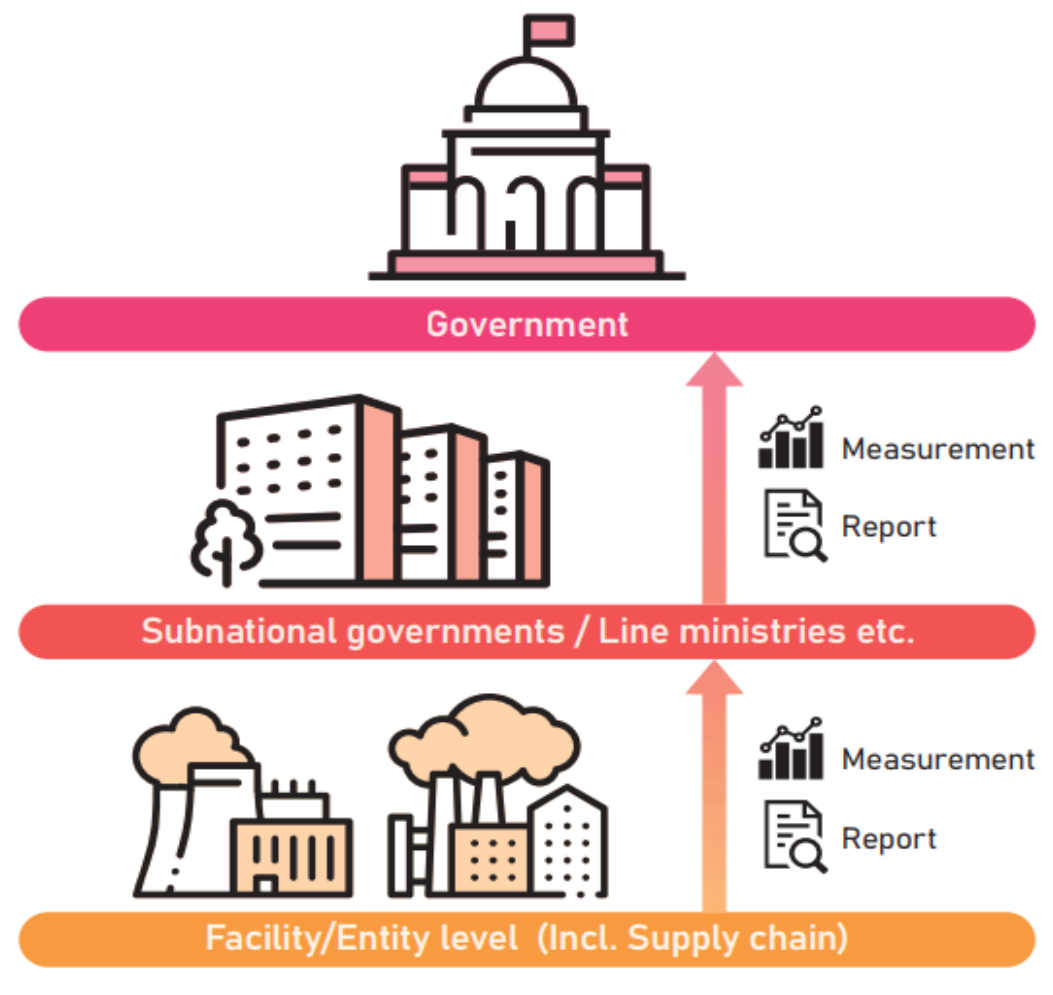 Government
Measurement
Report
Subnational governments / Line ministries etc.
Measurement
Report
Facility/Entity level (Incl. Supply chain)